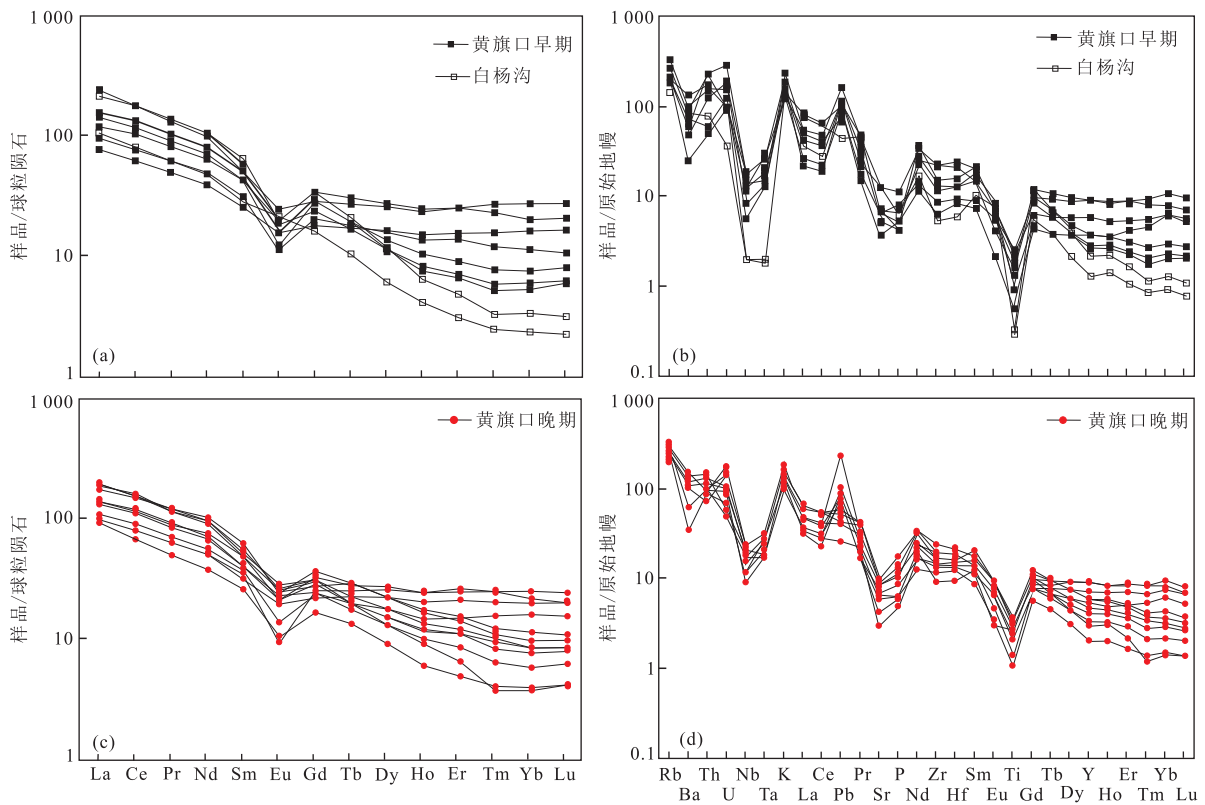 1 000
100
10
1
样品/球粒陨石
黄旗口早期
白杨沟
(a)
1 000
100
10
1
0.1
样品/原始地幔
黄旗口早期
白杨沟
(b)
1 000
100
10
1
样品/球粒陨石
黄旗口晚期
(c)
La Ce Pr Nd Sm Eu Gd Tb Dy Ho Er Tm Yb Lu
1 000
100
10
1
0.1
样品/原始地幔
黄旗口晚期
(d)
Rb Th Nb K Ce Pr P Zr Sm Ti Tb Y Er Yb
Ba U Ta La Pb Sr Nd Hf Eu Gd Dy Ho Tm Lu